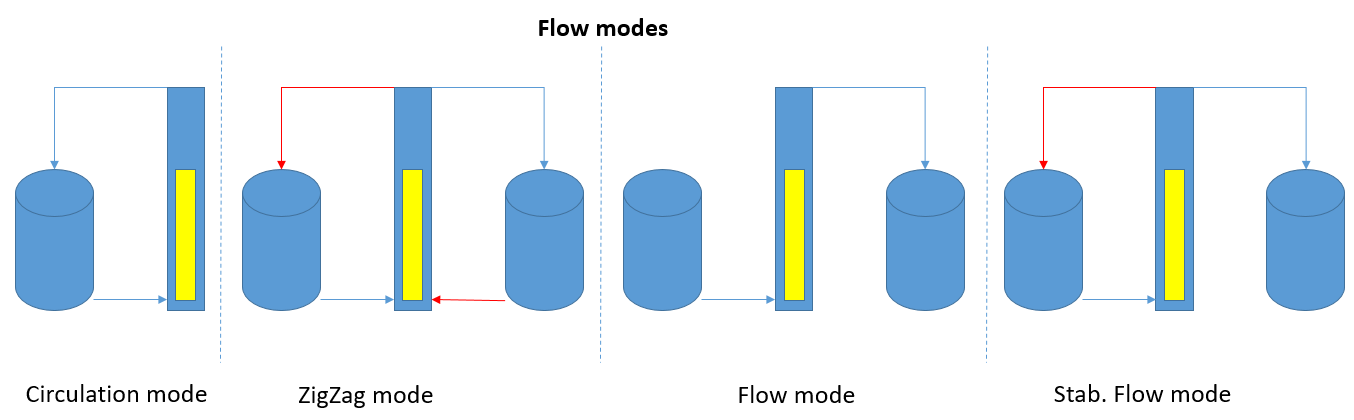 Flow modes
Circulation mode
ZigZag mode
Flow mode
Stab. Flow mode